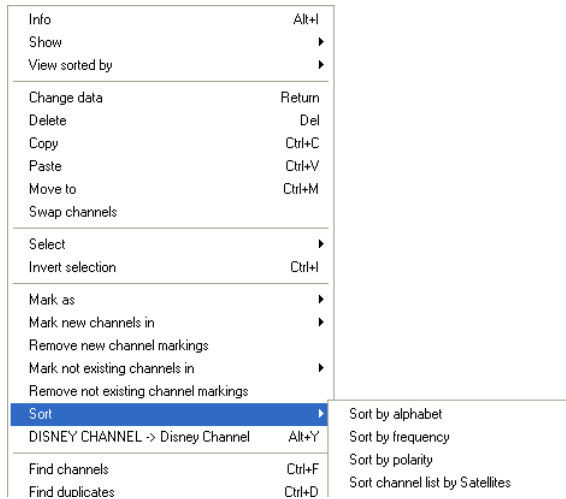 Info Alt+I
Show
View sorted by
Change data Return
Delete Del
Copy Ctrl+C
Paste Ctrl+V
Move to Ctrl+M
Swap channels
Select
Invert selection Ctrl+I
Mark as
Mark new channels in
Remove new channel markings
Mark not existing channels in
Remove not existing channel markings
Sort
DISNEY CHANNEL -> Disney Channel Alt+Y
Find channels Ctrl+F
Find duplicates Ctrl+D
Sort by alphabet
Sort by frequency
Sort by polarity
Sort channel list by Satellites